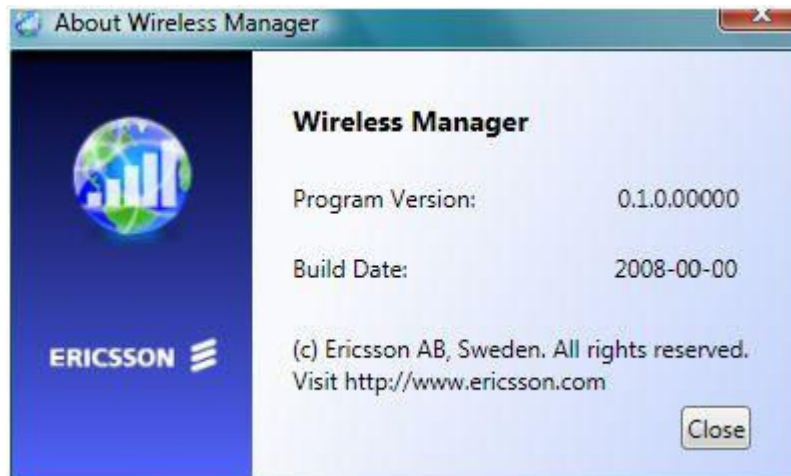 About Wireless Manager
Wireless Manager
Program Version: 0.1.0.00000
Build Date: 2008-00-00
ERICSSON
(c) Ericsson AB, Sweden. All rights reserved.
Visit http://www.ericsson.com
Close